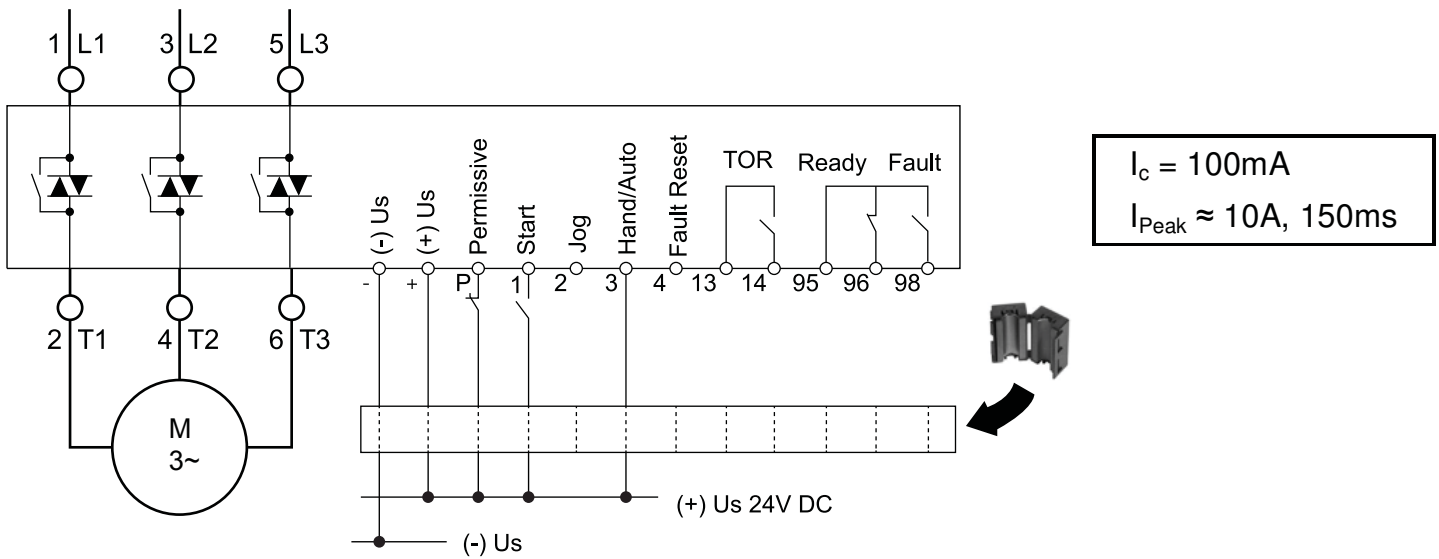 1 L1 3 L2 5 L3
(-) Us
(+) Us
Permissive
Start
Jog
Hand/Auto
Fault Reset
TOR Ready Fault
- + P 1 2 3 4 13 14 95 96 98
2 T1 4 T2 6 T3
M
3~
(+) Us 24V DC
(-) Us
I_c = 100mA
I_Peak ≈ 10A, 150ms